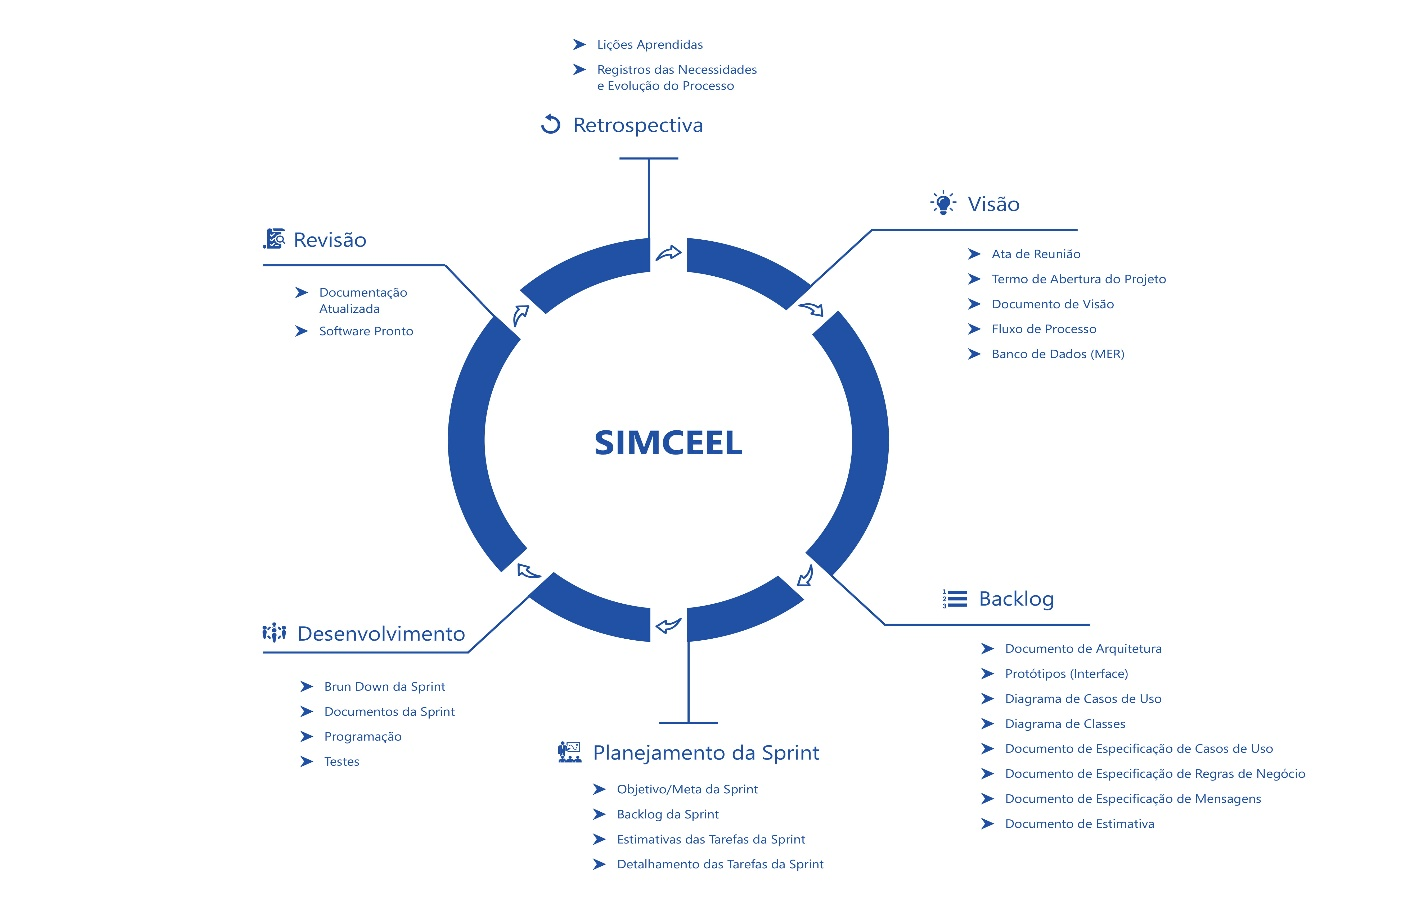 Lições Aprendidas
Registros das Necessidades
e Evolução do Processo
Retrospectiva
Visão
Ata de Reunião
Termo de Abertura do Projeto
Documento de Visão
Fluxo de Processo
Banco de Dados (MER)
Revisão
Documentação
Atualizada
Software Pronto
SIMCEEL
1
2
3
Backlog
Documento de Arquitetura
Protótipos (Interface)
Diagrama de Casos de Uso
Diagrama de Classes
Documento de Especificação de Casos de Uso
Documento de Especificação de Regras de Negócio
Documento de Especificação de Mensagens
Documento de Estimativa
Desenvolvimento
Brun Down da Sprint
Documentos da Sprint
Programação
Testes
Planejamento da Sprint
Objetivo/Meta da Sprint
Backlog da Sprint
Estimativas das Tarefas da Sprint
Detalhamento das Tarefas da Sprint